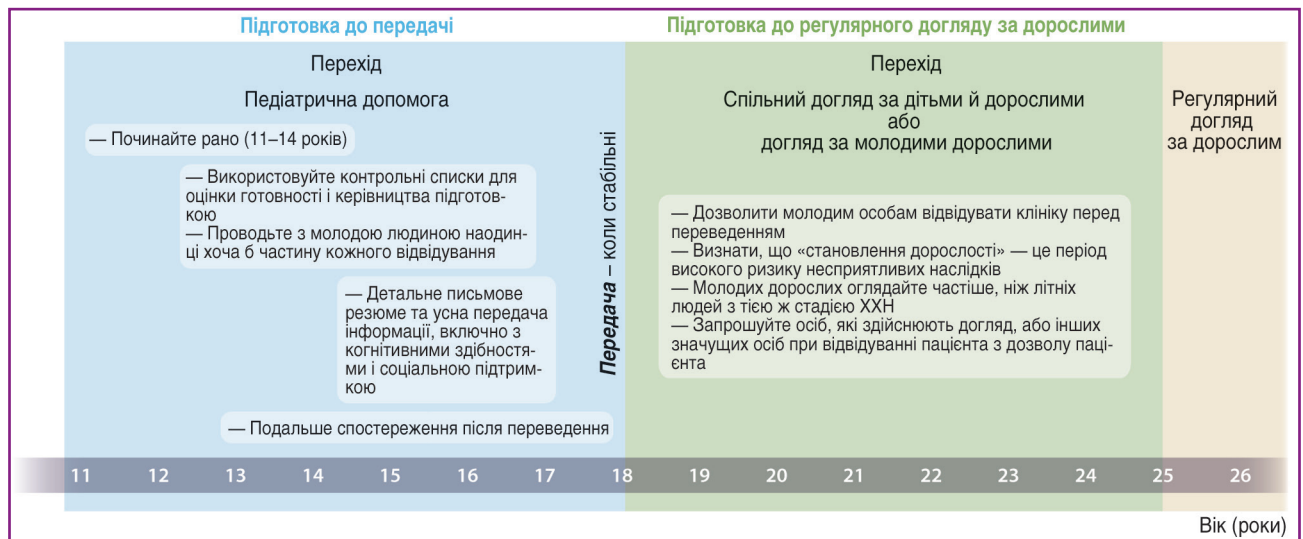 Підготовка до передачі
Підготовка до регулярного догляду за дорослими
Перехід
Педіатрична допомога
— Починайте рано (11–14 років)
— Використовуйте контрольні списки для
оцінки готовності і керівництва підготов-
кою
— Проводьте з молодою людиною наодин-
ці хоча б частину кожного відвідування
— Детальне письмове
резюме та усна передача
інформації, включно з
когнітивними здібностя-
ми і соціальною підтрим-
кою
— Подальше спостереження після переведення
Передача – коли стабільні
Перехід
Спільний догляд за дітьми й дорослими
або
догляд за молодими дорослими
— Дозволити молодим особам відвідувати клініку перед
переведенням
— Визнати, що «становлення дорослості» — це період
високого ризику несприятливих наслідків
— Молодих дорослих оглядайте частіше, ніж літніх
людей з тією ж стадією ХХН
— Запрошуйте осіб, які здійснюють догляд, або інших
значущих осіб при відвідуванні пацієнта з дозволу паці-
єнта
Регулярний
догляд
за дорослим
11 12 13 14 15 16 17 18 19 20 21 22 23 24 25 26
Вік (роки)